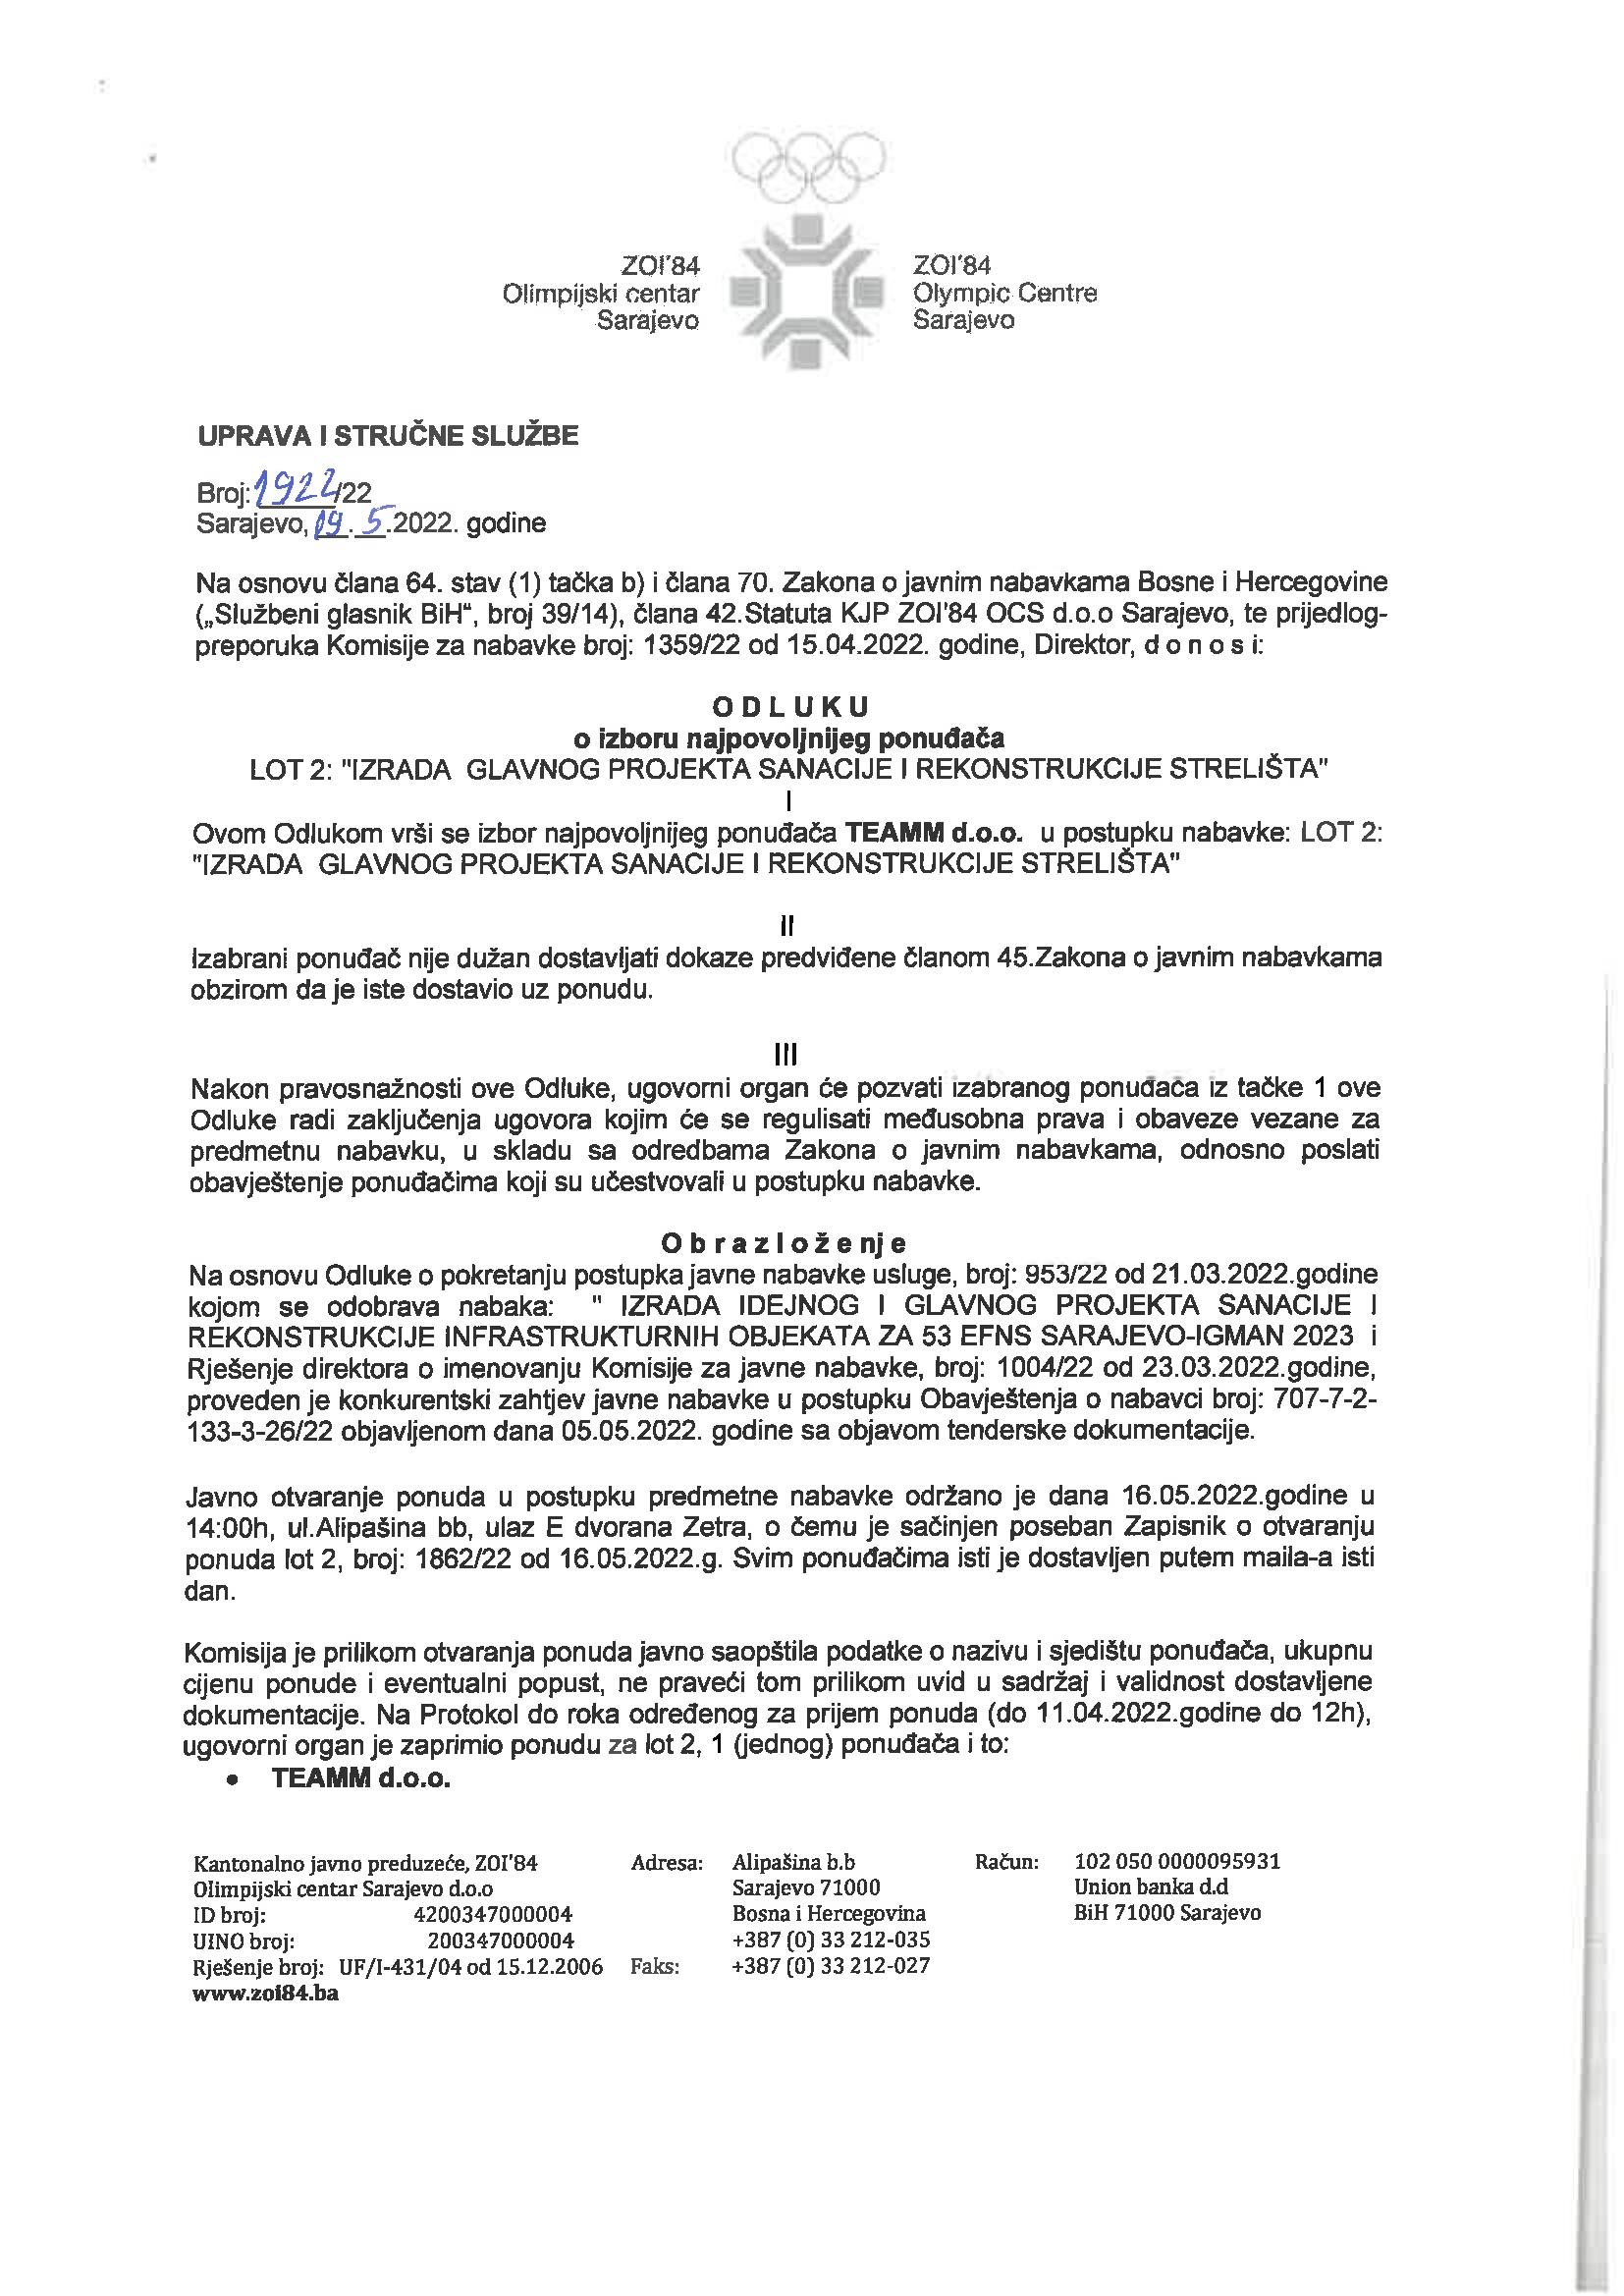 ZOI'84
Olimpijski centar
Sarajevo
ZOI'84
Olympic Centre
Sarajevo
UPRAVA I STRUČNE SLUŽBE
Broj: 1922/22
Sarajevo, 19.5.2022. godine
Na osnovu člana 64. stav (1) tačka b) i člana 70. Zakona o javnim nabavkama Bosne i Hercegovine
(„Službeni glasnik BiH“, broj 39/14), člana 42.Statuta KJP ZOI'84 OCS d.o.o Sarajevo, te prijedlog-
preporuka Komisije za nabavke broj: 1359/22 od 15.04.2022. godine, Direktor, d o n o s i:
O D L U K U
o izboru najpovoljnijeg ponuđača
LOT 2: "IZRADA GLAVNOG PROJEKTA SANACIJE I REKONSTRUKCIJE STRELIŠTA"
I
Ovom Odlukom vrši se izbor najpovoljnijeg ponuđača TEAMM d.o.o. u postupku nabavke: LOT 2:
"IZRADA GLAVNOG PROJEKTA SANACIJE I REKONSTRUKCIJE STRELIŠTA"
II
Izabrani ponuđač nije dužan dostavljati dokaze predviđene članom 45.Zakona o javnim nabavkama
obzirom da je iste dostavio uz ponudu.
III
Nakon pravosnažnosti ove Odluke, ugovorni organ će pozvati izabranog ponuđača iz tačke 1 ove
Odluke radi zaključenja ugovora kojim će se regulisati međusobna prava i obaveze vezane za
predmetnu nabavku, u skladu sa odredbama Zakona o javnim nabavkama, odnosno poslati
obavještenje ponuđačima koji su učestvovali u postupku nabavke.
O b r a z l o ž e nj e
Na osnovu Odluke o pokretanju postupka javne nabavke usluge, broj: 953/22 od 21.03.2022.godine
kojom se odobrava nabaka: " IZRADA IDEJNOG I GLAVNOG PROJEKTA SANACIJE I
REKONSTRUKCIJE INFRASTRUKTURNIH OBJEKATA ZA 53 EFNS SARAJEVO-IGMAN 2023 i
Rješenje direktora o imenovanju Komisije za javne nabavke, broj: 1004/22 od 23.03.2022.godine,
proveden je konkurentski zahtjev javne nabavke u postupku Obavještenja o nabavci broj: 707-7-2-
133-3-26/22 objavljenom dana 05.05.2022. godine sa objavom tenderske dokumentacije.
Javno otvaranje ponuda u postupku predmetne nabavke održano je dana 16.05.2022.godine u
14:00h, ul.Alipašina bb, ulaz E dvorana Zetra, o čemu je sačinjen poseban Zapisnik o otvaranju
ponuda lot 2, broj: 1862/22 od 16.05.2022.g. Svim ponuđačima isti je dostavljen putem maila-a isti
dan.
Komisija je prilikom otvaranja ponuda javno saopštila podatke o nazivu i sjedištu ponuđača, ukupnu
cijenu ponude i eventualni popust, ne praveći tom prilikom uvid u sadržaj i validnost dostavljene
dokumentacije. Na Protokol do roka određenog za prijem ponuda (do 11.04.2022.godine do 12h),
ugovorni organ je zaprimio ponudu za lot 2, 1 (jednog) ponuđača i to:
• TEAMM d.o.o.
Kantonalno javno preduzeće, ZOI'84 Adresa: Alipašina b.b Račun: 102 050 0000095931
Olimpijski centar Sarajevo d.o.o Sarajevo 71000 Union banka d.d
ID broj: 4200347000004 Bosna i Hercegovina BiH 71000 Sarajevo
UINO broj: 200347000004 +387 (0) 33 212-035
Rješenje broj: UF/I-431/04 od 15.12.2006 Faks: +387 (0) 33 212-027
www.zoi84.ba